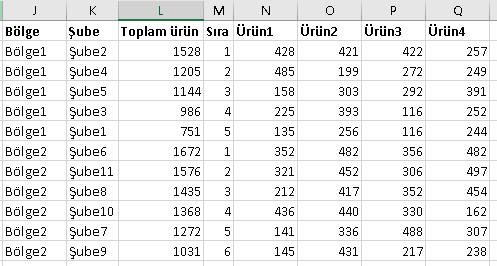 J K L M N O P Q
Bölge Şube Toplam ürün Sıra Ürün1 Ürün2 Ürün3 Ürün4
Bölge1 Şube2 1528 1 428 421 422 257
Bölge1 Şube4 1205 2 485 199 272 249
Bölge1 Şube5 1144 3 158 303 292 391
Bölge1 Şube3 986 4 225 393 116 252
Bölge1 Şube1 751 5 135 256 116 244
Bölge2 Şube6 1672 1 352 482 356 482
Bölge2 Şube11 1576 2 321 452 306 497
Bölge2 Şube8 1435 3 212 417 352 454
Bölge2 Şube10 1368 4 436 440 330 162
Bölge2 Şube7 1272 5 141 336 488 307
Bölge2 Şube9 1031 6 145 431 217 238